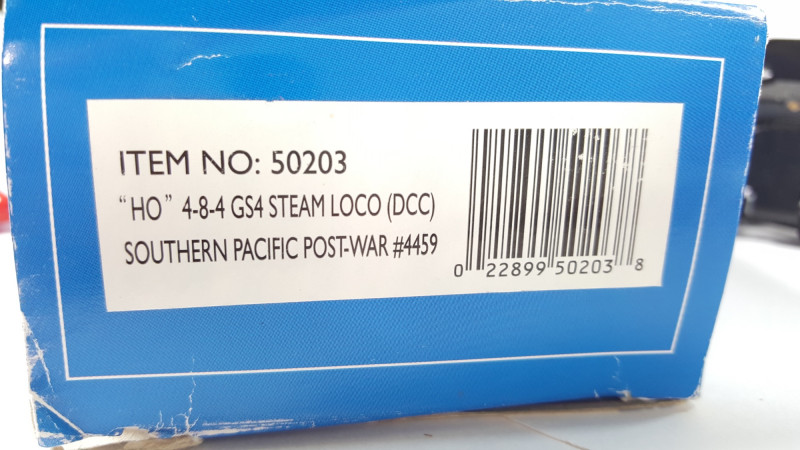 ITEM NO: 50203
“HO” 4-8-4 GS4 STEAM LOCO (DCC)
SOUTHERN PACIFIC POST-WAR #4459
0 22899 50203 8